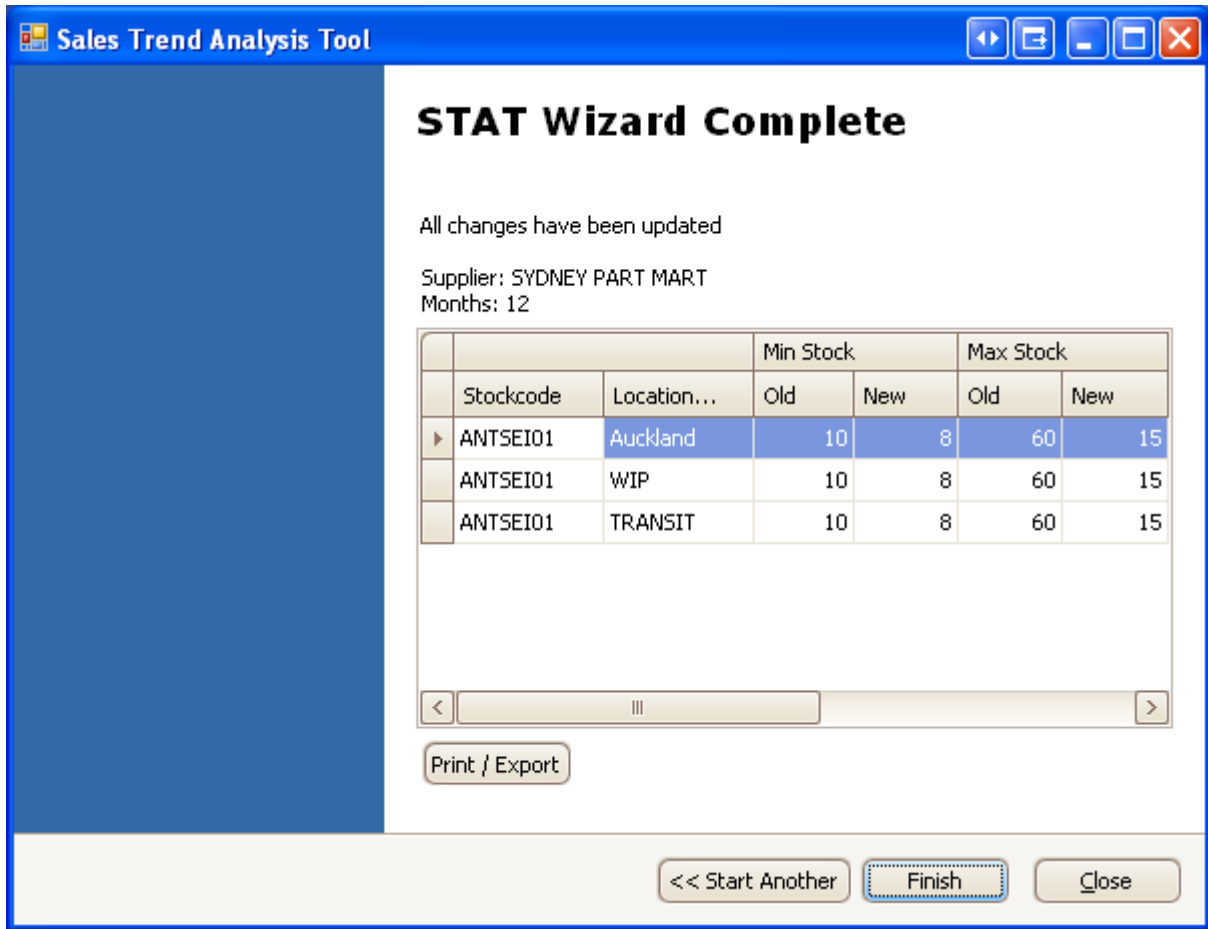 Sales Trend Analysis Tool
STAT Wizard Complete
All changes have been updated
Supplier: SYDNEY PART MART
Months: 12
Min Stock Max Stock
Stockcode Location... Old New Old New
ANTSEI01 Auckland 10 8 60 15
ANTSEI01 WIP 10 8 60 15
ANTSEI01 TRANSIT 10 8 60 15
Print / Export
<< Start Another Finish Close